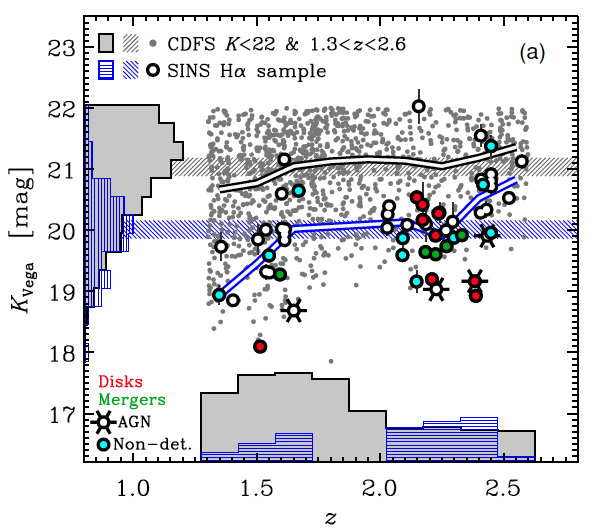 CDFS K<22 & 1.3<z<2.6
SINS Hα sample
(a)
23
22
21
20
19
18
17
K_Vega [mag]
Disks
Mergers
AGN
Non-det.
1.0 1.5 2.0 2.5
z